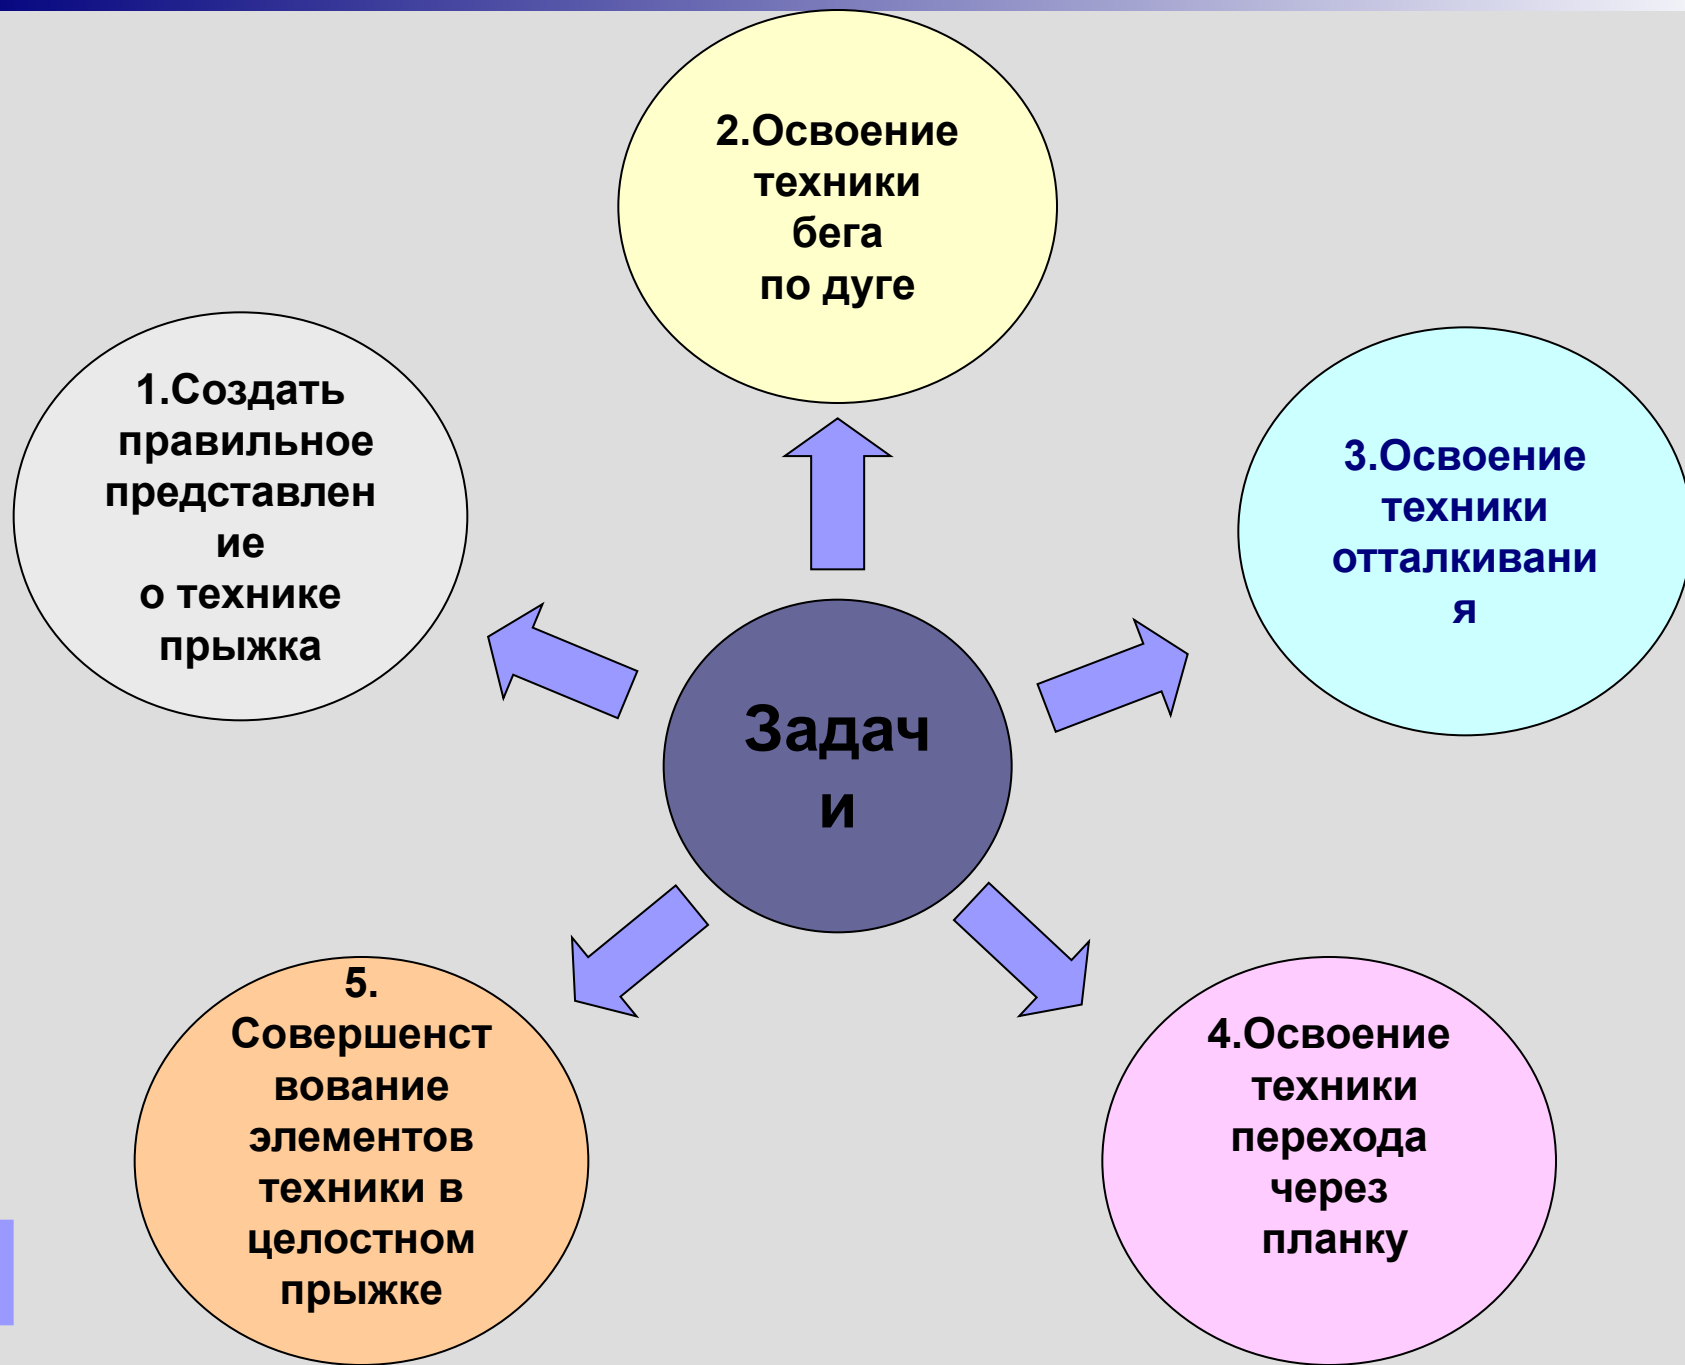 1.Создать
правильное
представлен
ие
о технике
прыжка
2.Освоение
техники
бега
по дуге
3.Освоение
техники
отталкивани
я
Задач
и
4.Освоение
техники
перехода
через
планку
5.
Совершенст
вование
элементов
техники в
целостном
прыжке